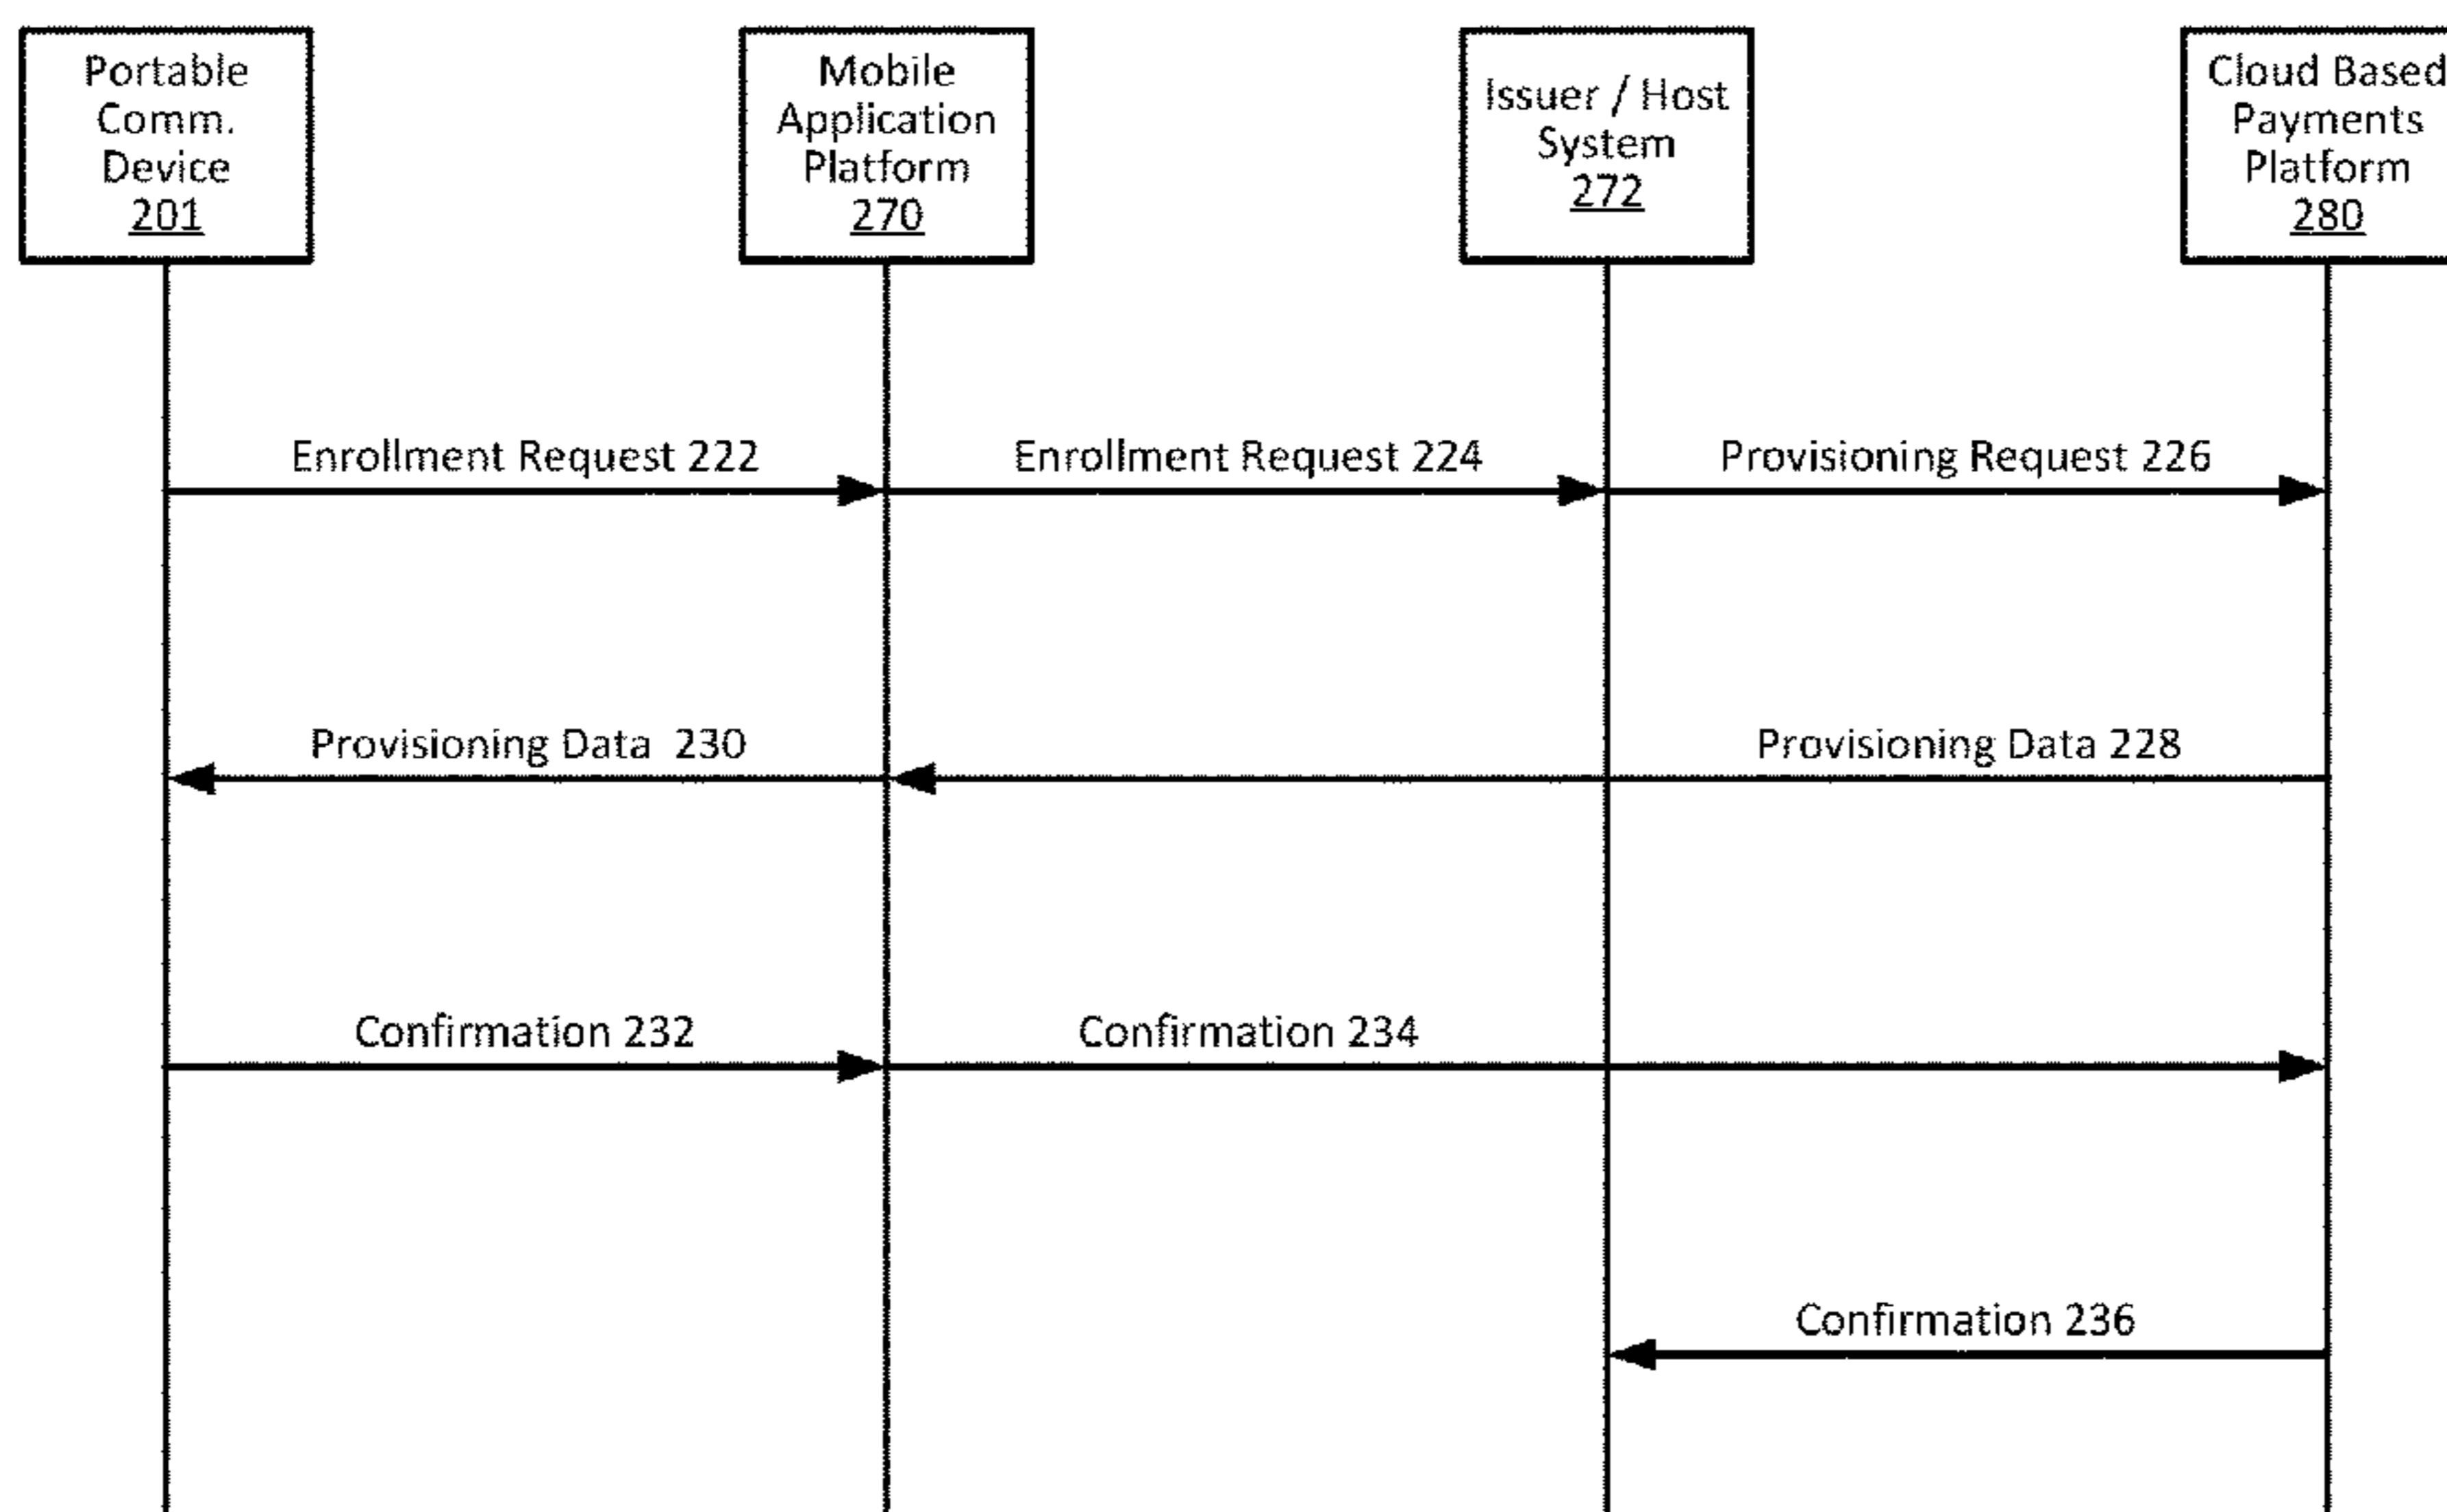 Portable
Comm.
Device
201
Mobile
Application
Platform
270
Issuer / Host
System
272
Cloud Based
Payments
Platform
280
Enrollment Request 222
Enrollment Request 224
Provisioning Request 226
Provisioning Data 230
Provisioning Data 228
Confirmation 232
Confirmation 234
Confirmation 236